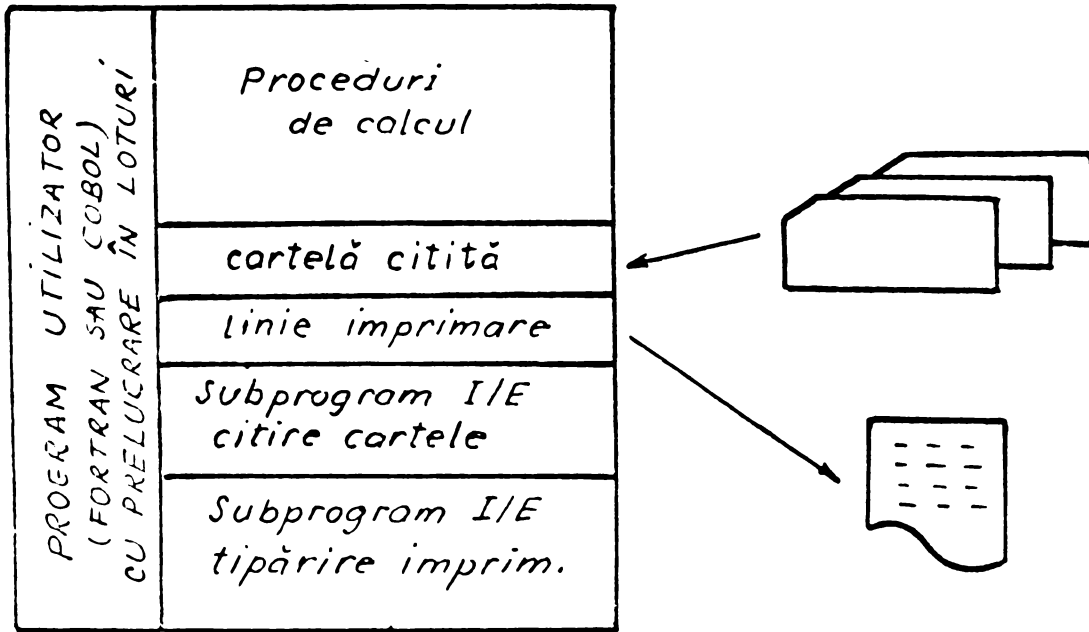 PROGRAM UTILIZATOR
(FORTRAN SAU COBOL)
CU PRELUCRARE ÎN LOTURI
Proceduri
de calcul
cartelă citită
linie imprimare
Subprogram I/E
citire cartele
Subprogram I/E
tipărire imprim.